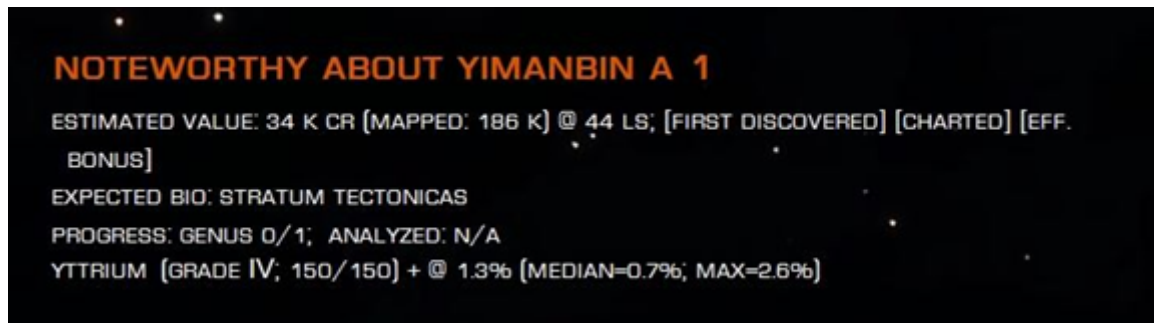 NOTEWORTHY ABOUT YIMANBIN A 1
ESTIMATED VALUE: 34 K CR (MAPPED: 186 K) @ 44 LS; [FIRST DISCOVERED] [CHARTED] [EFF.
BONUS]
EXPECTED BIO: STRATUM TECTONICAS
PROGRESS: GENUS 0/1; ANALYZED: N/A
YTTRIUM (GRADE IV; 150/150) + @ 1.3% (MEDIAN=0.7%; MAX=2.6%)